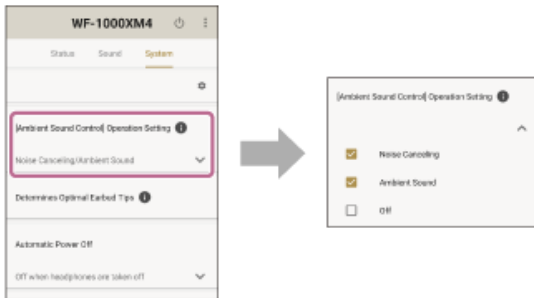 WF-1000XM4
Status Sound System
[Ambient Sound Control] Operation Setting
Noise Canceling/Ambient Sound
Determines Optimal Earbud Tips
Automatic Power Off
Off when headphones are taken off
[Ambient Sound Control] Operation Setting
Noise Canceling
Ambient Sound
Off